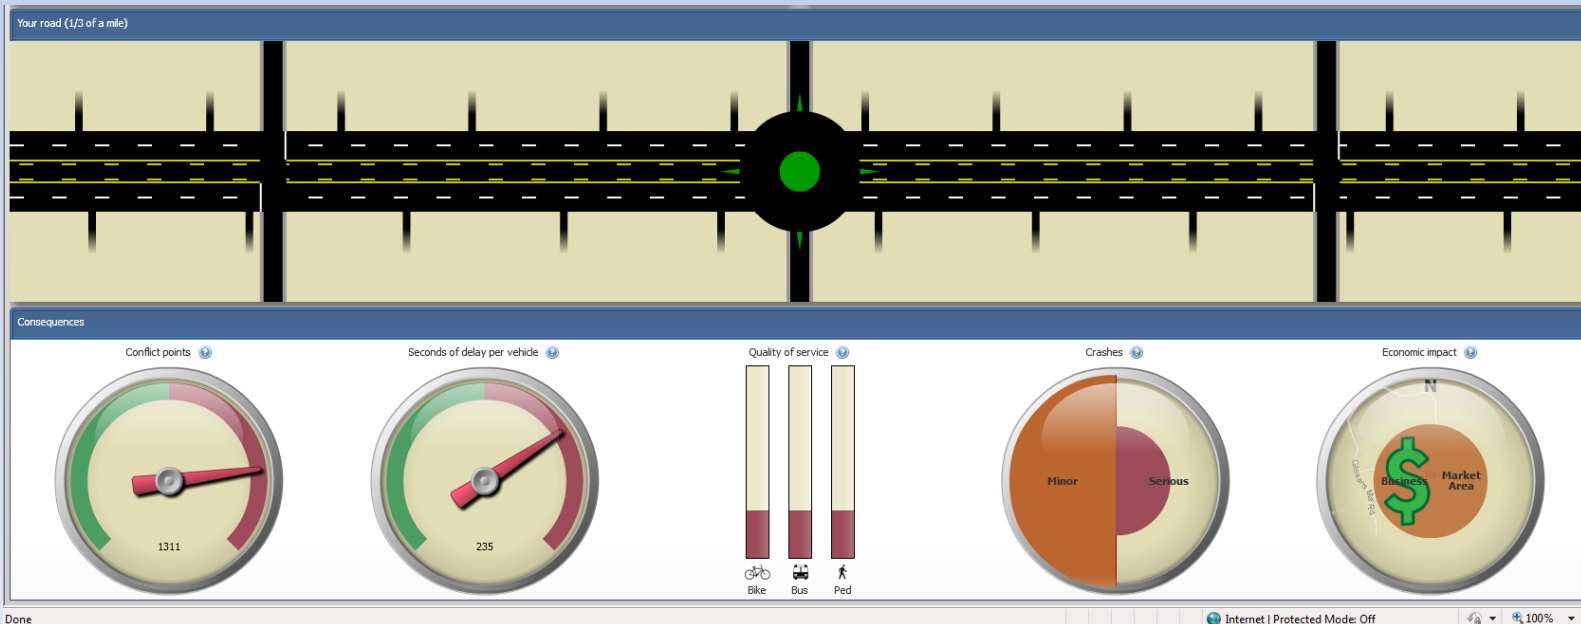 Your road (1/3 of a mile)
Consequences
Conflict points
Seconds of delay per vehicle
Quality of service
Crashes
Economic impact
N
Minor
Serious
Business
Market
Area
1311
235
Bike
Bus
Ped
Done
Internet | Protected Mode: Off
100%